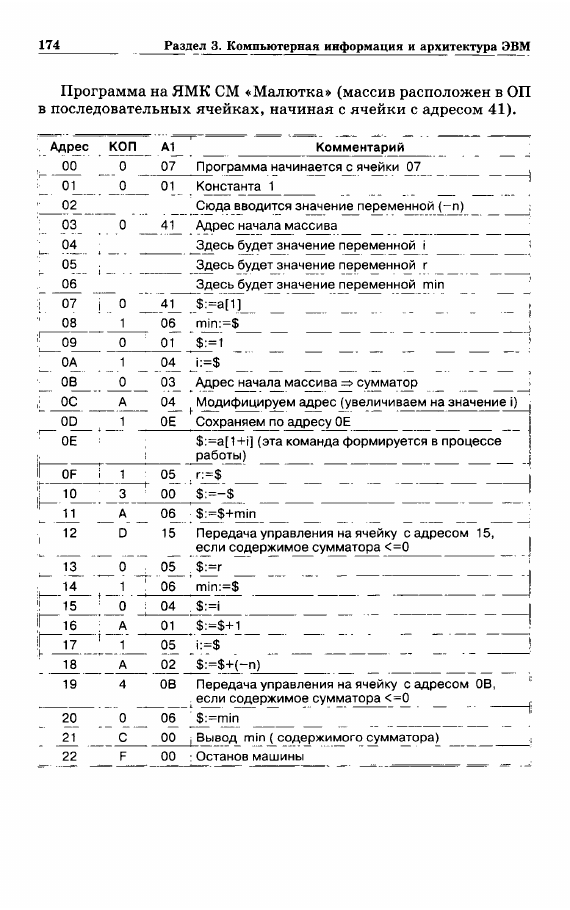 174 Раздел 3. Компьютерная информация и архитектура ЭВМ
Программа на ЯМК СМ «Малютка» (массив расположен в ОП
в последовательных ячейках, начиная с ячейки с адресом 41).
Адрес КОП А1 Комментарий
00 0 07 Программа начинается с ячейки 07
01 0 01 Константа 1
02 Сюда вводится значение переменной (–n)
03 0 41 Адрес начала массива
04 Здесь будет значение переменной i
05 Здесь будет значение переменной r
06 Здесь будет значение переменной min
07 0 41 $:=a[1]
08 1 06 min:=$
09 0 01 $:=1
0A 1 04 i:=$
0B 0 03 Адрес начала массива ⇒ сумматор
0C A 04 Модифицируем адрес (увеличиваем на значение i)
0D 1 0E Сохраняем по адресу 0E
0E $:=a[1+i] (эта команда формируется в процессе
работы)
0F 1 05 r:=$
10 3 00 $:=–$
11 A 06 $:=$+min
12 D 15 Передача управления на ячейку с адресом 15,
если содержимое сумматора <=0
13 0 05 $:=r
14 1 06 min:=$
15 0 04 $:=i
16 A 01 $:=$+1
17 1 05 i:=$
18 A 02 $:=$+(–n)
19 4 0B Передача управления на ячейку с адресом 0B,
если содержимое сумматора <=0
20 0 06 $:=min
21 C 00 Вывод min ( содержимого сумматора)
22 F 00 Останов машины